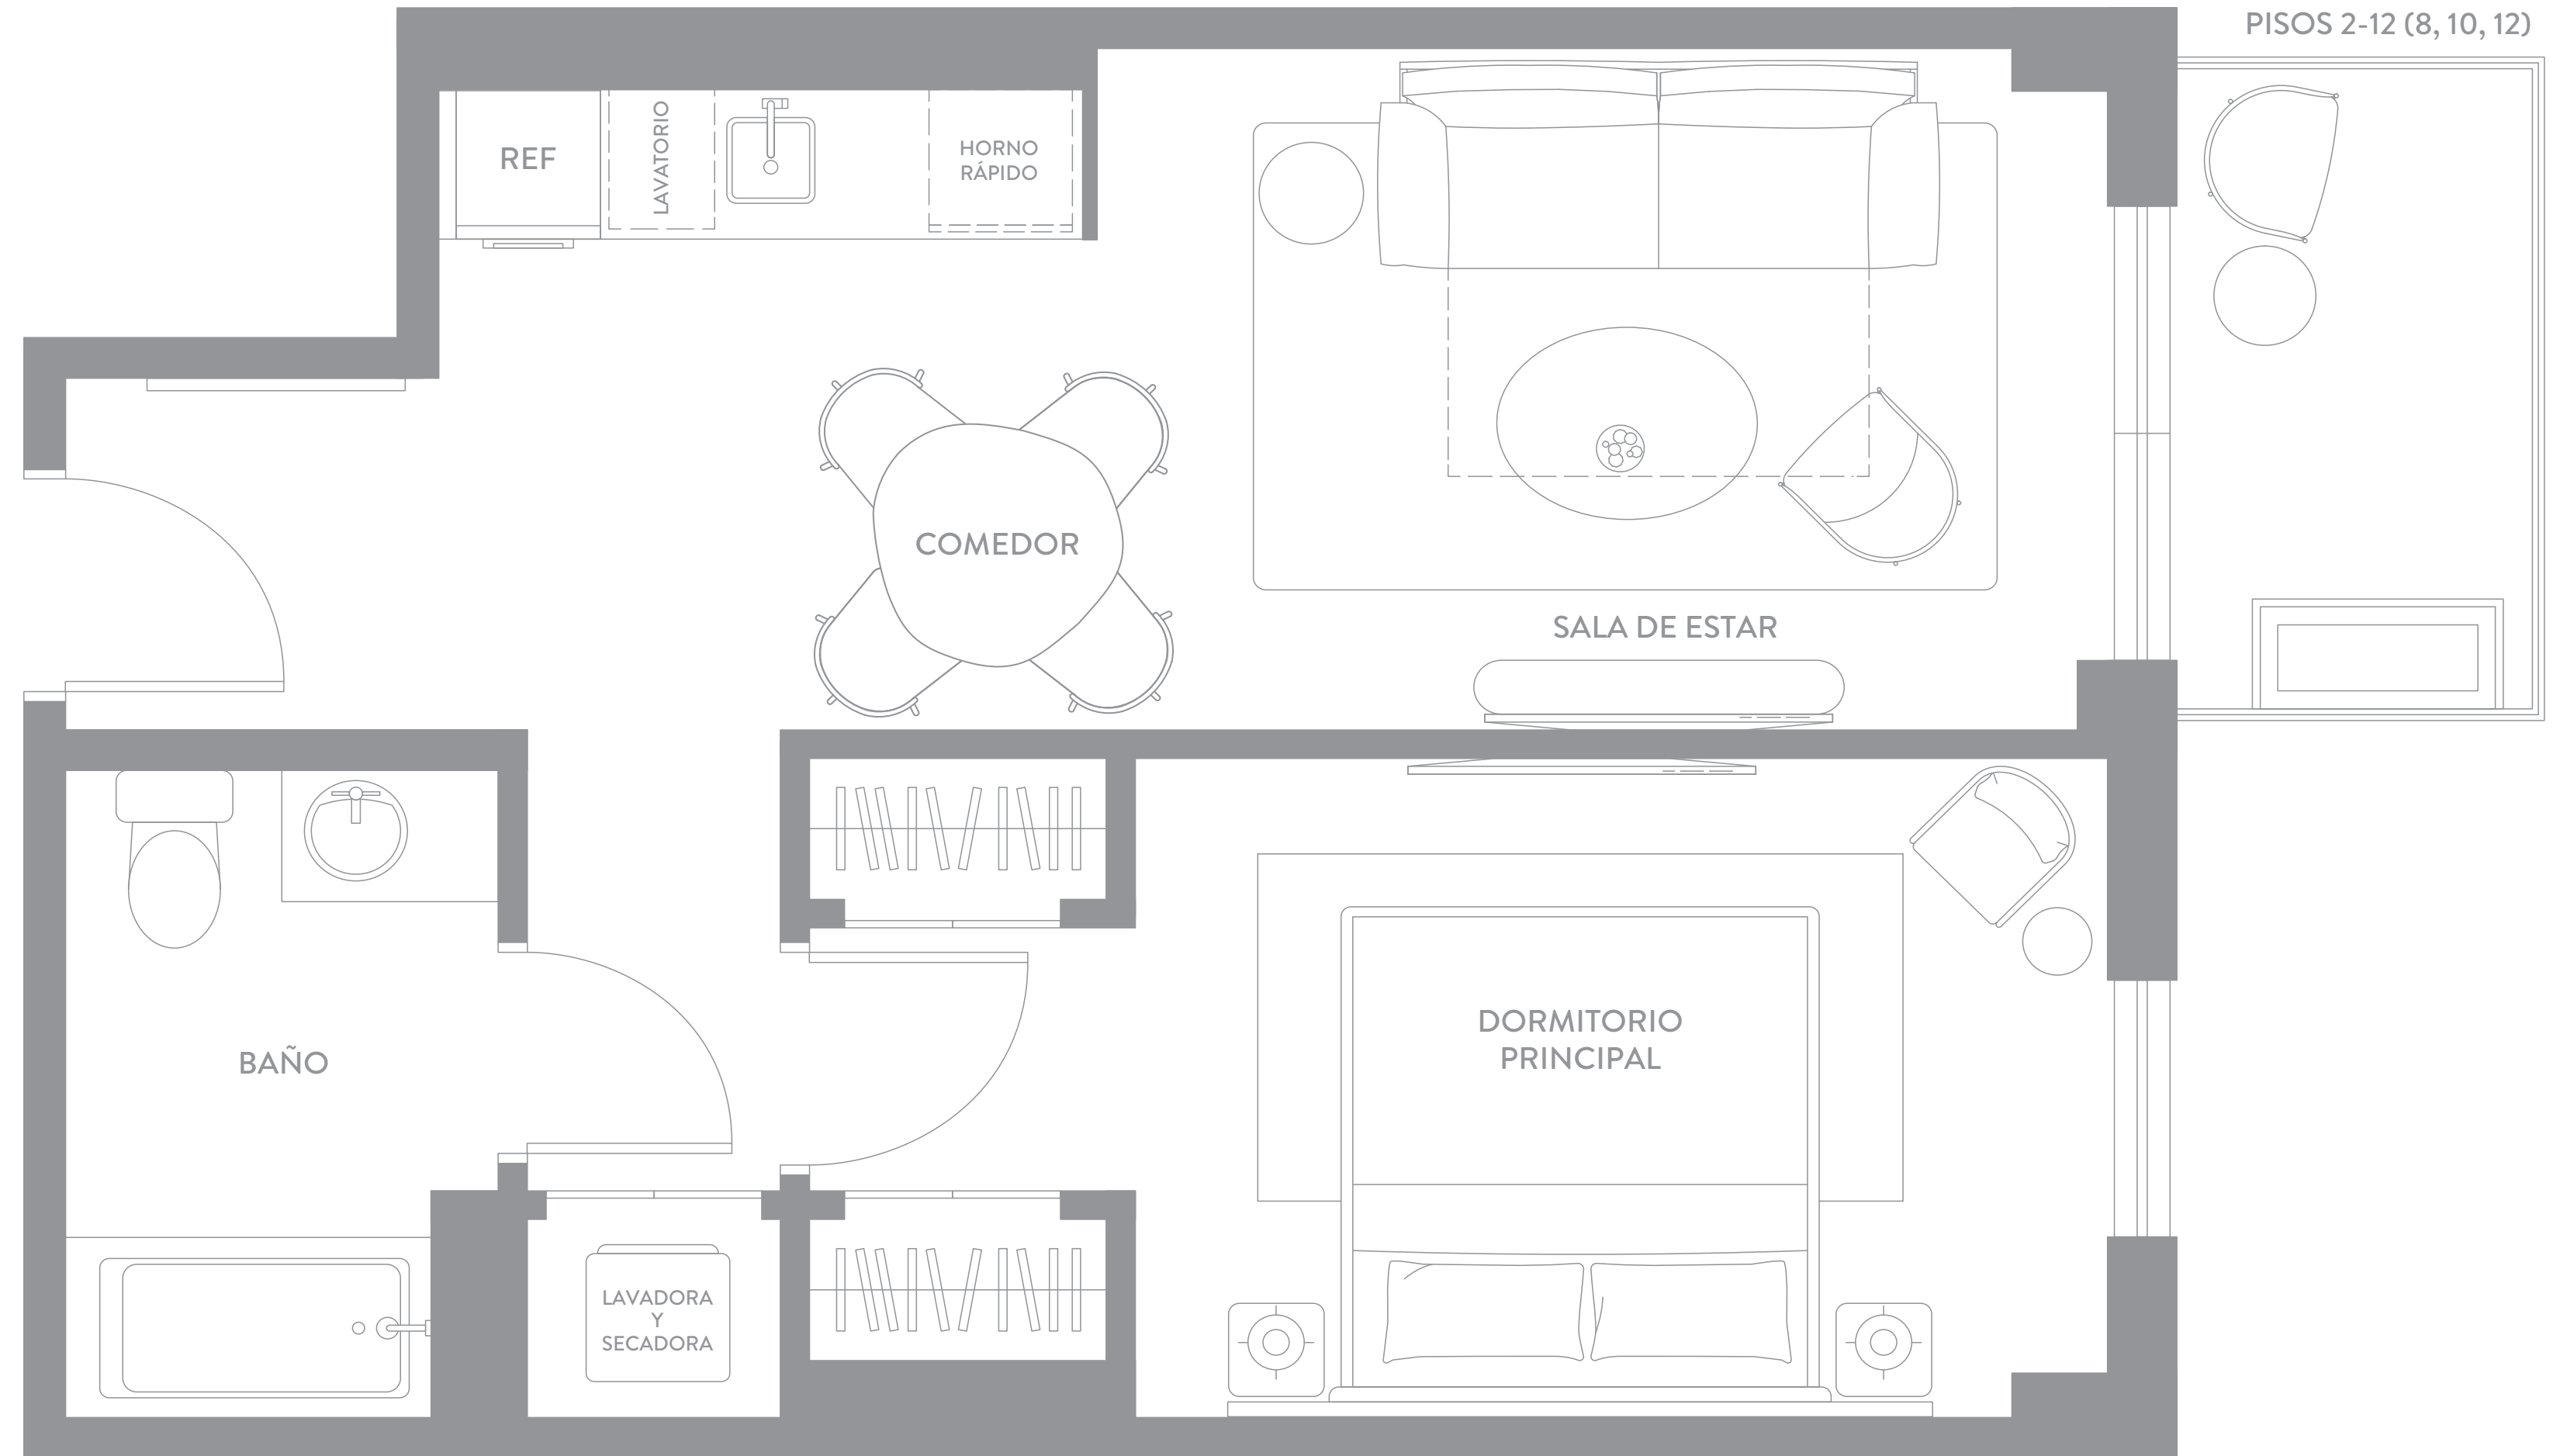 PISOS 2-12 (8, 10, 12)
REF
LAVATORIO
HORNO
RÁPIDO
COMEDOR
SALA DE ESTAR
BAÑO
DORMITORIO
PRINCIPAL
LAVADORA
Y
SECADORA